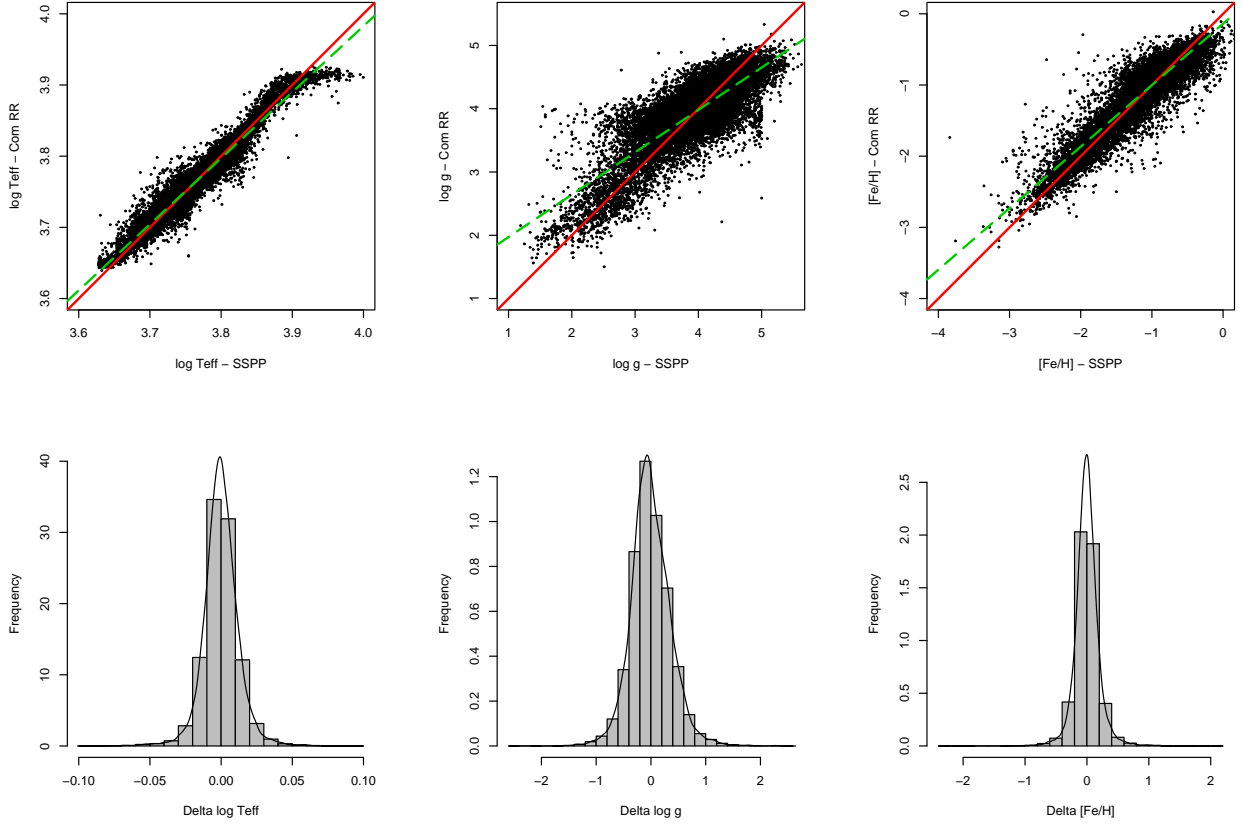 4.0
3.9
3.8
3.7
3.6
log Teff − Com RR
3.6 3.7 3.8 3.9 4.0
log Teff − SSPP
5
4
3
2
1
log g − Com RR
1 2 3 4 5
log g − SSPP
0
−1
−2
−3
−4
[Fe/H] − Com RR
−4 −3 −2 −1 0
[Fe/H] − SSPP
40
30
20
10
0
Frequency
−0.10 −0.05 0.00 0.05 0.10
Delta log Teff
1.2
1.0
0.8
0.6
0.4
0.2
0.0
Frequency
−2 −1 0 1 2
Delta log g
2.5
2.0
1.5
1.0
0.5
0.0
Frequency
−2 −1 0 1 2
Delta [Fe/H]